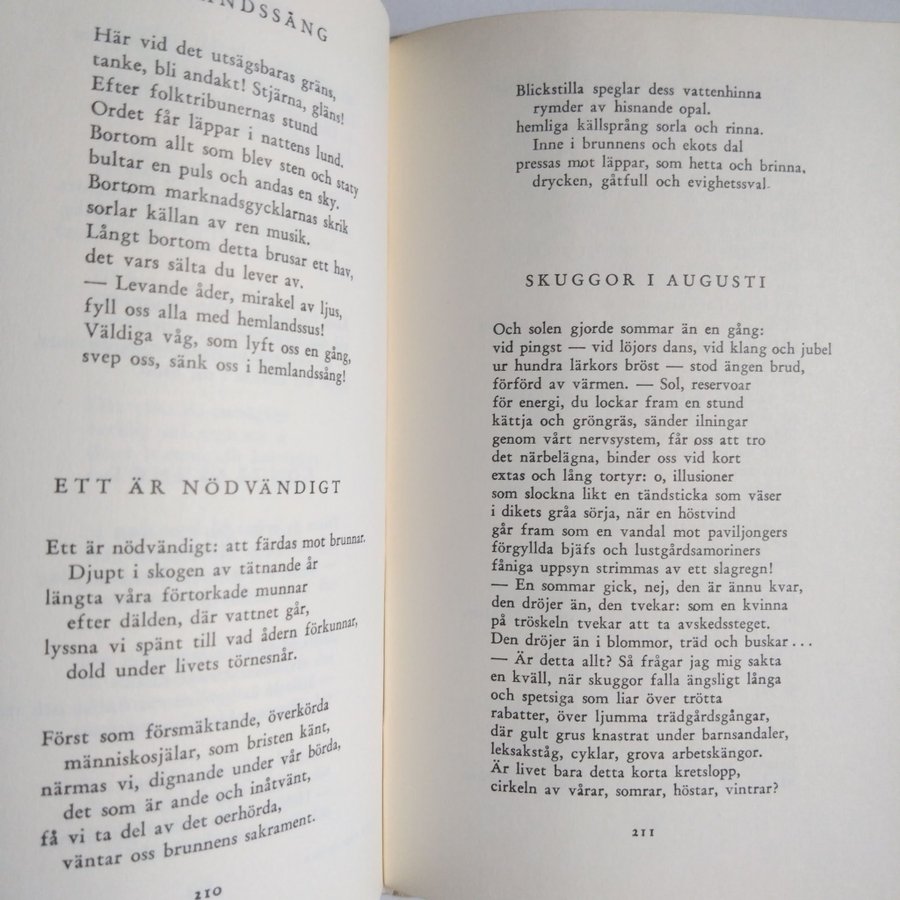 NDSSÅNG
Här vid det utsägsbaras gräns,
tanke, bli andakt! Stjärna, gläns!
Efter folktribunernas stund
Ordet får läppar i nattens lund.
Bortom allt som blev sten och staty
bultar en puls och andas en sky.
Bortom marknadsgycklarnas skrik
sorlar källan av ren musik.
Långt bortom detta brusar ett hav,
det vars sälta du lever av.
— Levande åder, mirakel av ljus,
fyll oss alla med hemlandssus!
Väldiga våg, som lyft oss en gång,
svep oss, sänk oss i hemlandssång!
ETT ÄR NÖDVÄNDIGT
Ett är nödvändigt: att färdas mot brunnar.
Djupt i skogen av tätnande år
längta våra förtorkade munnar
efter dälden, där vattnet går,
lyssna vi spänt till vad ådern förkunnar,
dold under livets törnesnår.
Först som försmäktande, överkörda
människosjälar, som bristen känt,
närmas vi, dignande under vår börda,
det som är ande och inåtvänt,
få vi ta del av det oerhörda,
väntar oss brunnens sakrament.
210
Blickstilla speglar dess vattenhinna
rymder av hisnande opal.
hemliga källsprång sorla och rinna.
Inne i brunnens och ekots dal
pressas mot läppar, som hetta och brinna,
drycken, gåtfull och evighetssval.
SKUGGOR I AUGUSTI
Och solen gjorde sommar än en gång:
vid pingst — vid löjors dans, vid klang och jubel
ur hundra lärkors bröst — stod ängen brud,
förförd av värmen. — Sol, reservoar
för energi, du lockar fram en stund
kättja och gröngräs, sänder ilningar
genom vårt nervsystem, får oss att tro
det närbelägna, binder oss vid kort
extas och lång tortyr: o, illusioner
som slockna likt en tändsticka som väser
i dikets gråa sörja, när en höstvind
går fram som en vandal mot paviljongers
förgyllda bjäfs och lustgårdsamoriners
fåniga uppsyn strimmas av ett slagregn!
— En sommar gick, nej, den är ännu kvar,
den dröjer än, den tvekar: som en kvinna
på tröskeln tvekar att ta avskedssteget.
Den dröjer än i blommor, träd och buskar...
— Är detta allt? Så frågar jag mig sakta
en kväll, när skuggor falla ängsligt långa
och spetsiga som liar över trötta
rabatter, över ljumma trädgårdsgångar,
där gult grus knastrat under barnsandaler,
leksakståg, cyklar, grova arbetskängor.
Är livet bara detta korta kretslopp,
cirkeln av vårar, somrar, höstar, vintrar?
211